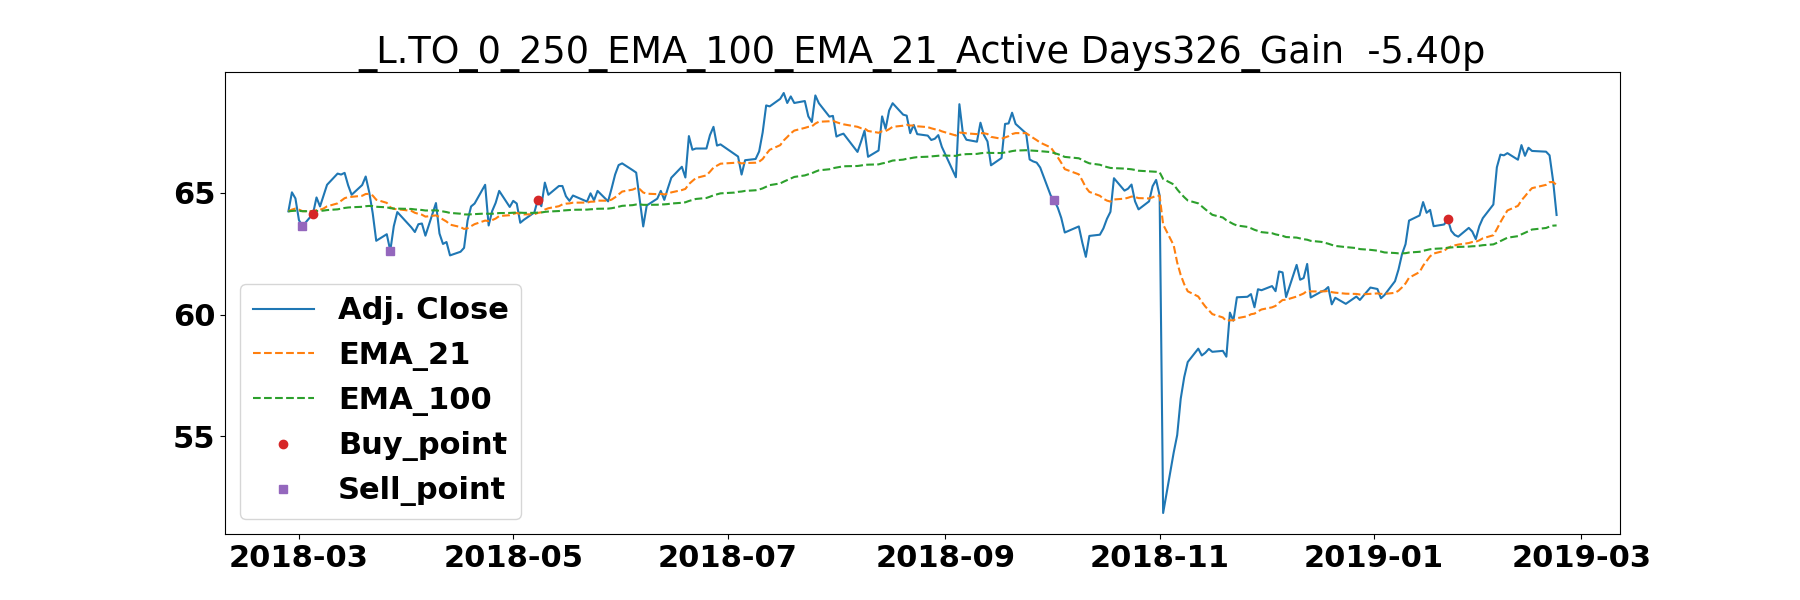 _L.TO_0_250_EMA_100_EMA_21_Active Days326_Gain  -5.40p
65
60
55
Adj. Close
EMA_21
EMA_100
Buy_point
Sell_point
2018-03 2018-05 2018-07 2018-09 2018-11 2019-01 2019-03